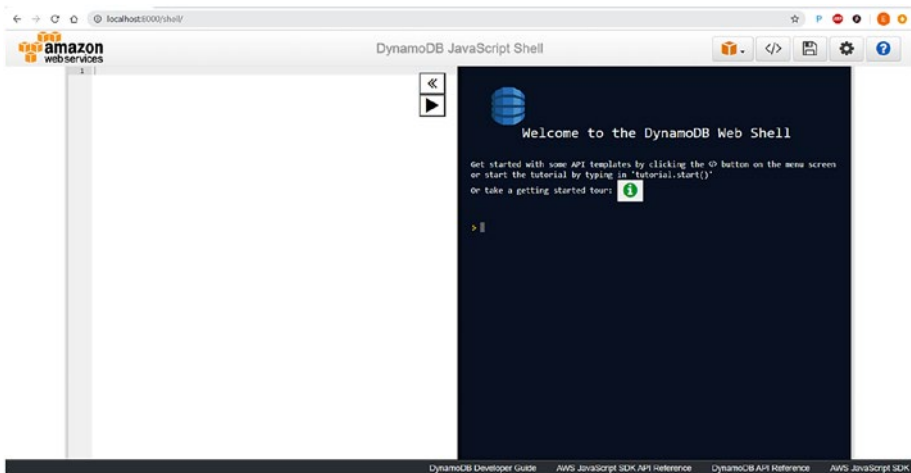 localhost:8000/shell/
amazon
webservices
DynamoDB JavaScript Shell
</>
1
Welcome to the DynamoDB Web Shell
Get started with some API templates by clicking the </> button on the menu screen
or start the tutorial by typing in 'tutorial.start()'
Or take a getting started tour:
>
DynamoDB Developer Guide AWS JavaScript SDK API Reference DynamoDB API Reference AWS JavaScript SDK